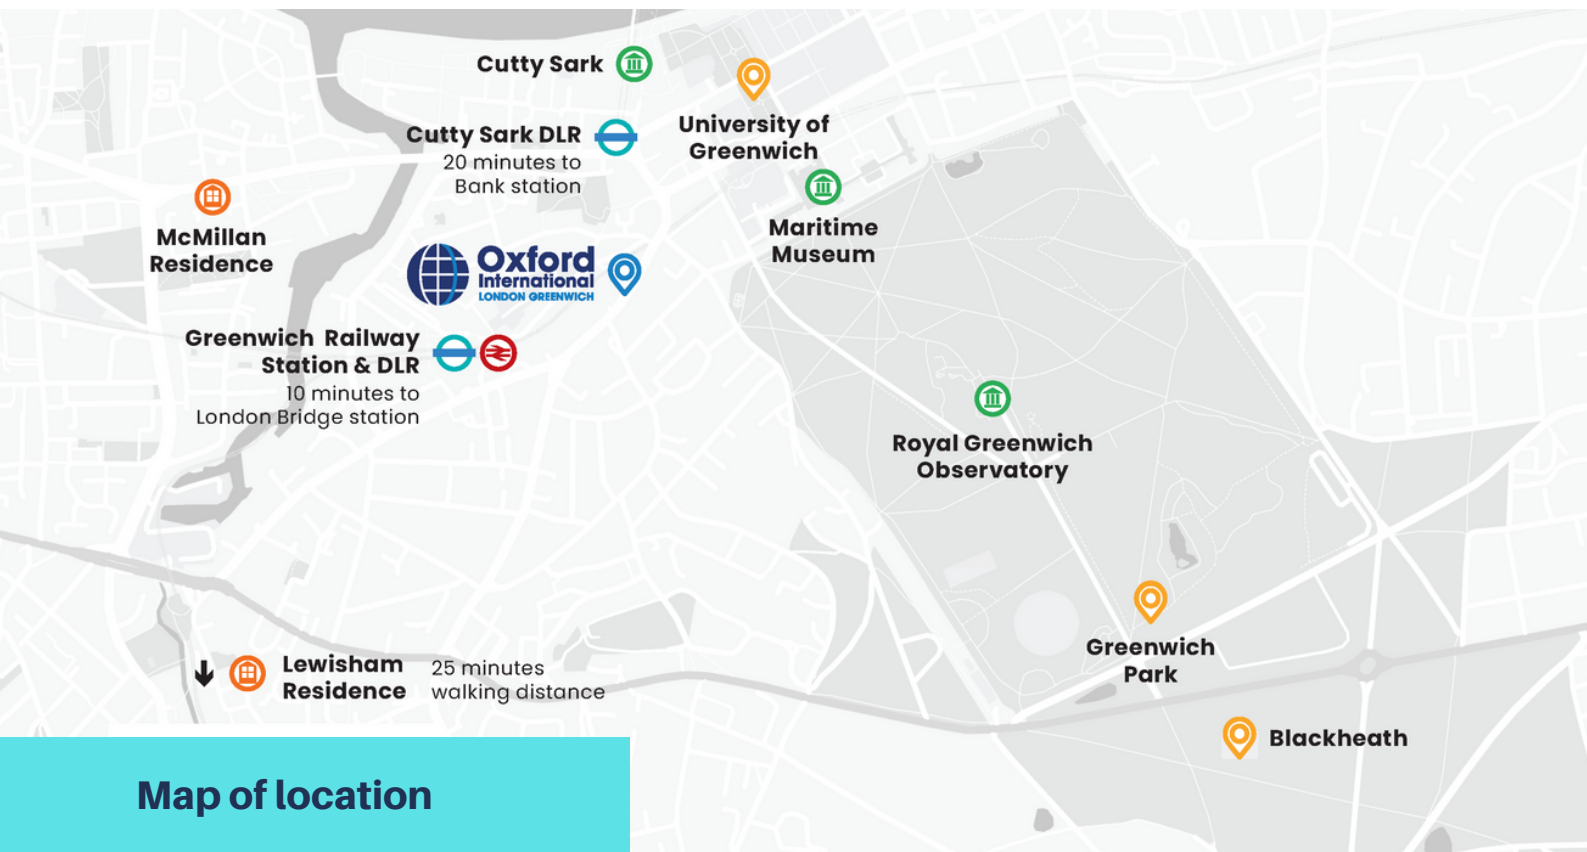 Cutty Sark
Cutty Sark DLR
20 minutes to
Bank station
University of
Greenwich
Maritime
Museum
McMillan
Residence
Oxford
International
LONDON GREENWICH
Greenwich Railway
Station & DLR
10 minutes to
London Bridge station
Royal Greenwich
Observatory
Greenwich
Park
Lewisham
Residence
25 minutes
walking distance
Blackheath
Map of location